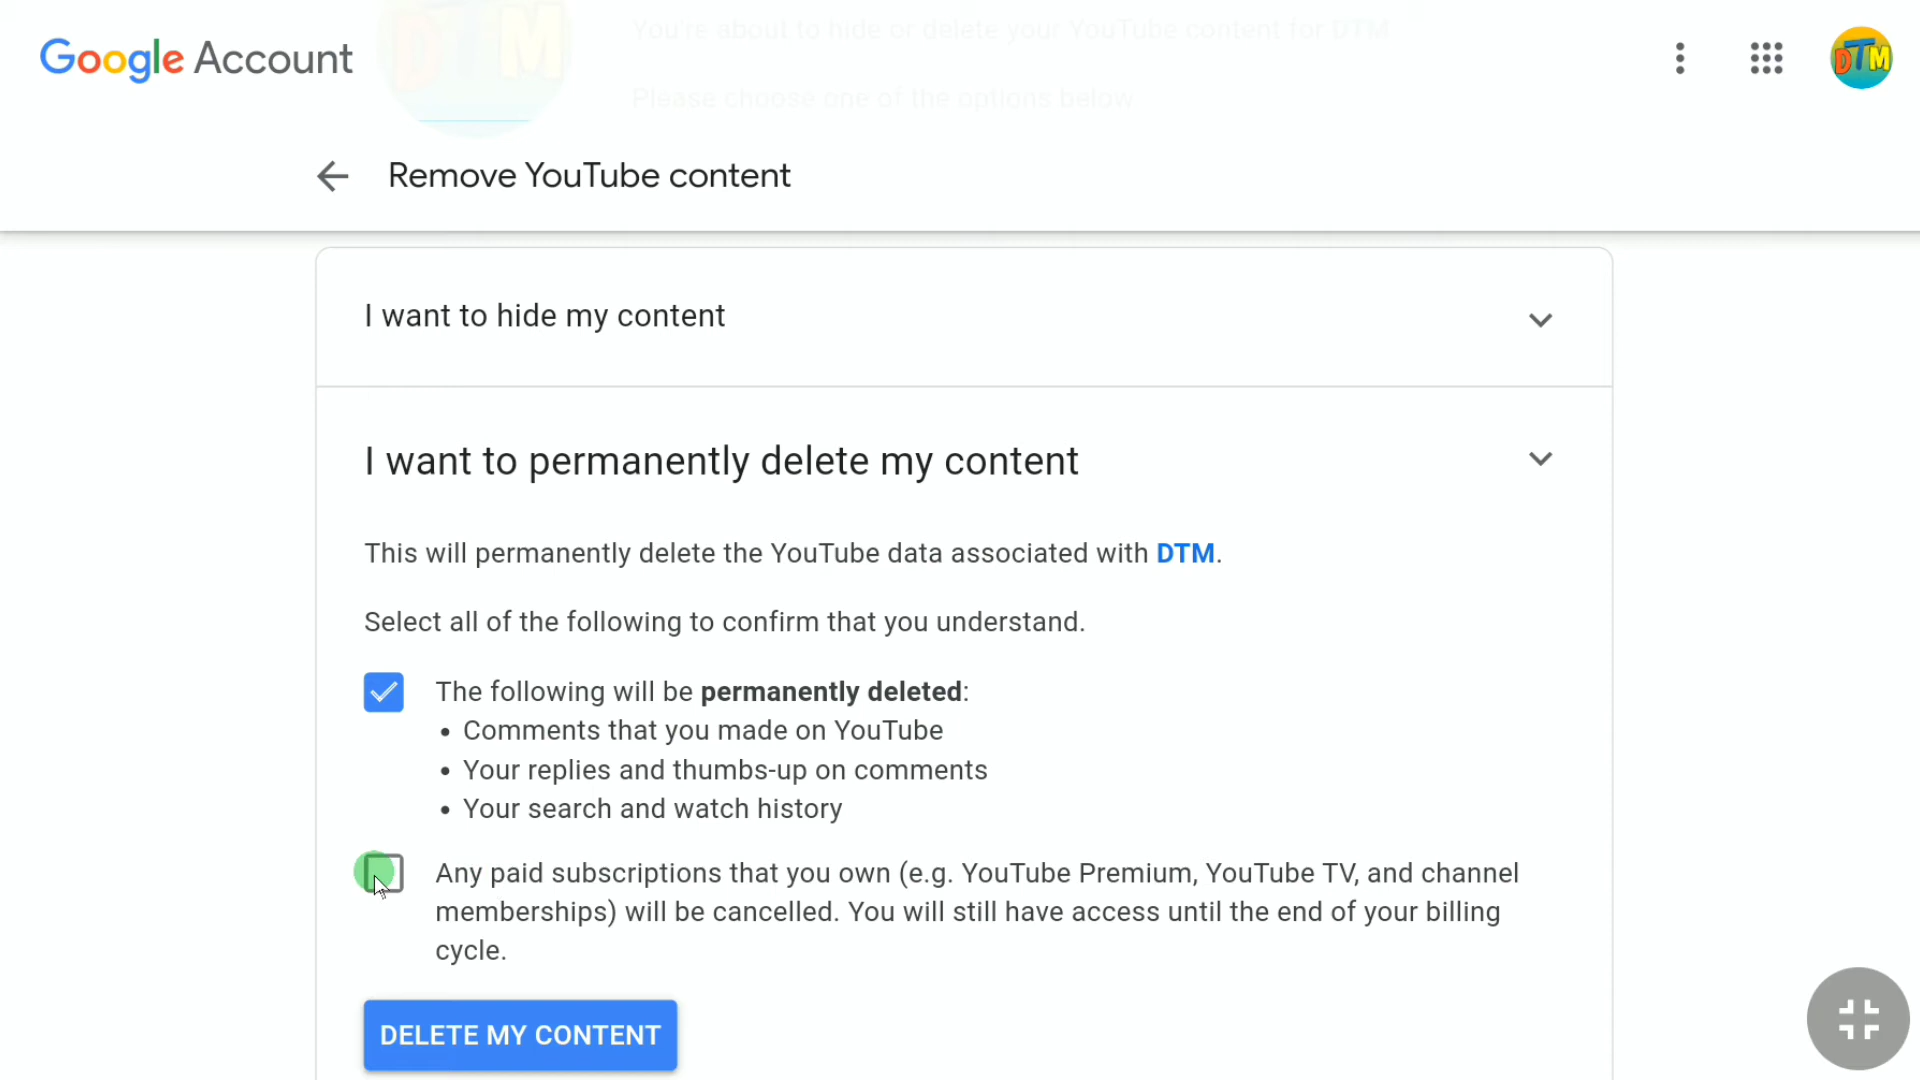 You're about to hide or delete your YouTube content for DTM
Google Account
DTM
DTM
Please choose one of the options below.
Remove YouTube content
I want to hide my content
I want to permanently delete my content
This will permanently delete the YouTube data associated with DTM.
Select all of the following to confirm that you understand.
The following will be permanently deleted:
• Comments that you made on YouTube
• Your replies and thumbs-up on comments
• Your search and watch history
Any paid subscriptions that you own (e.g. YouTube Premium, YouTube TV, and channel
memberships) will be cancelled. You will still have access until the end of your billing
cycle.
DELETE MY CONTENT